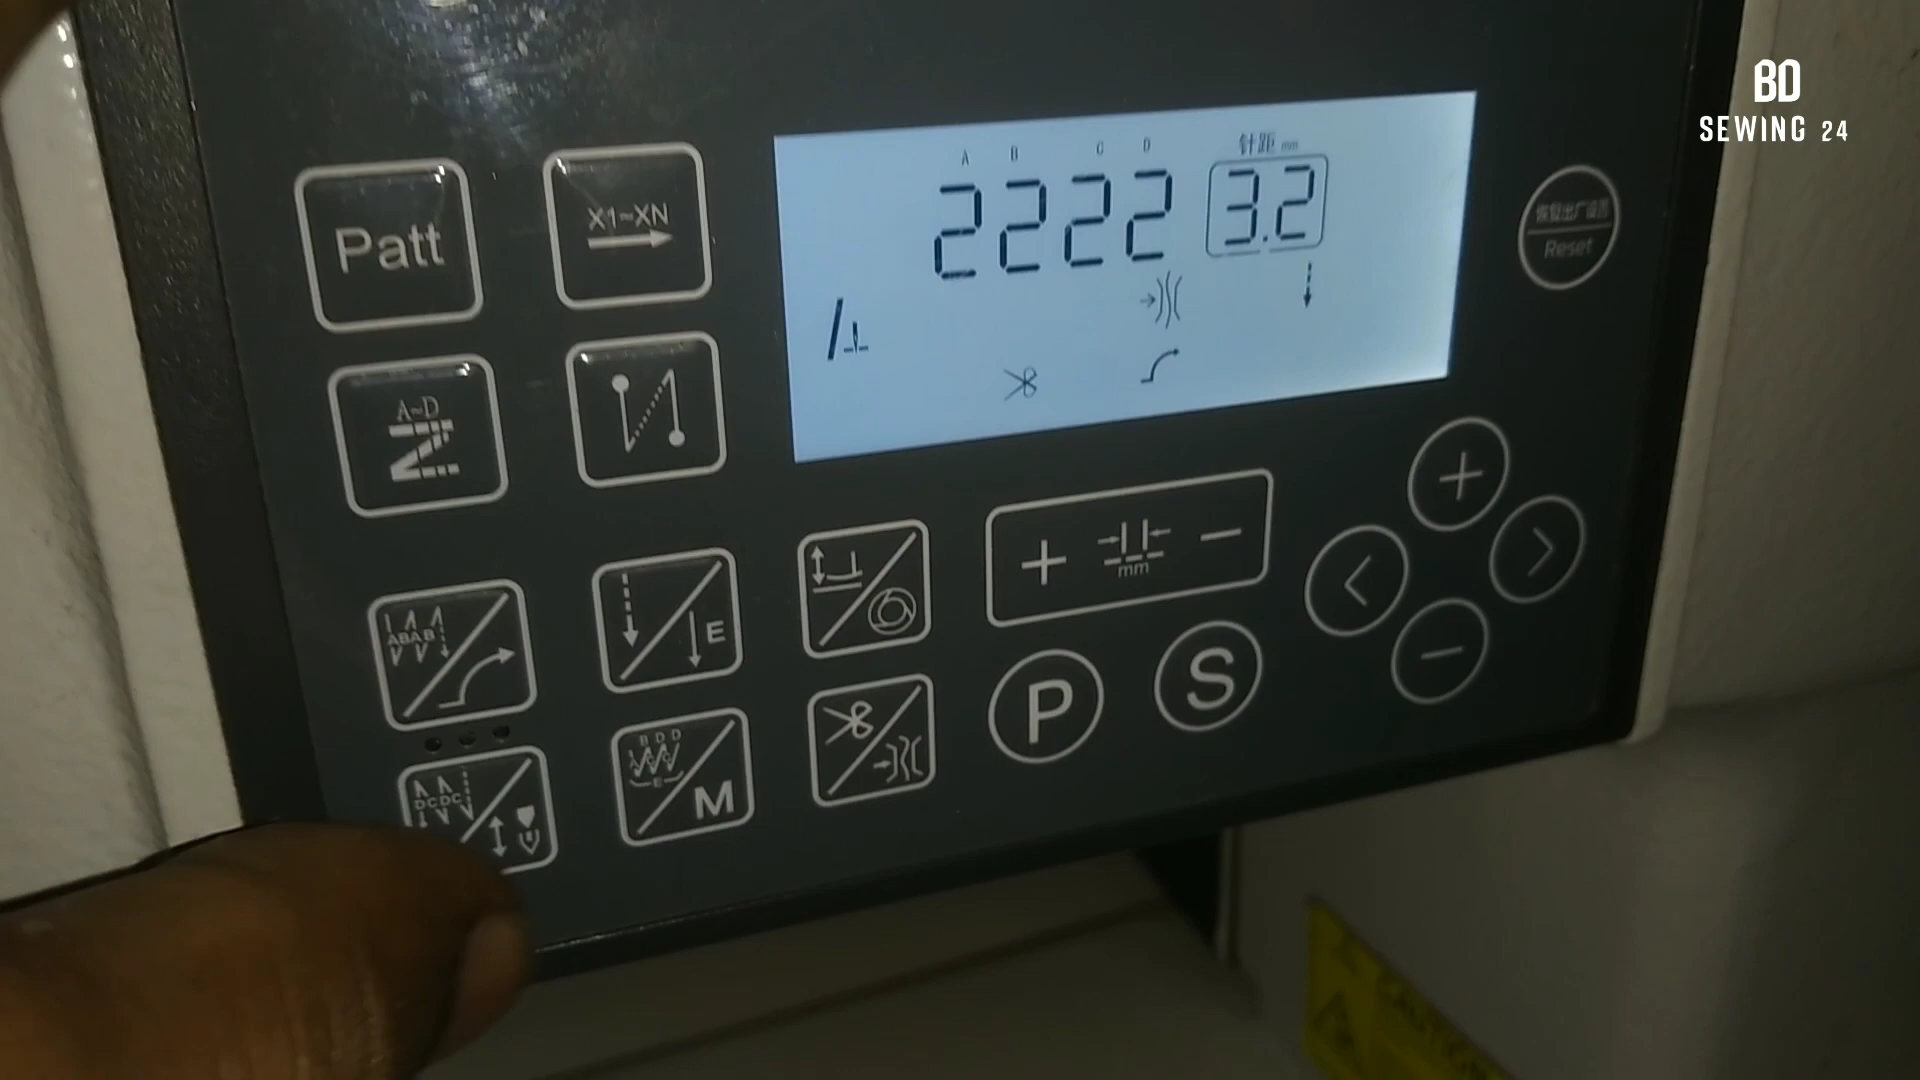 BD
SEWING 24
A B C D
针距 mm
2222 3.2
恢复出厂设置
Reset
Patt
X1~XN
A~D
ABAB
E
mm
P
S
DCDC
M
CAUTION